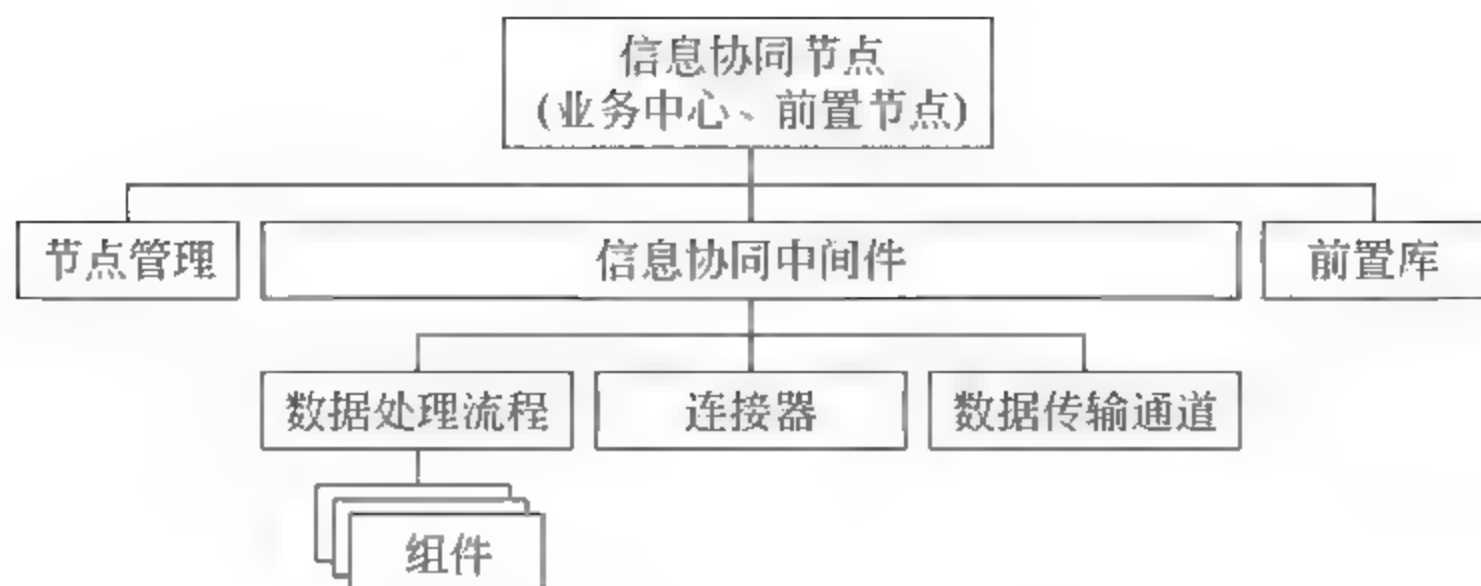 信息协同节点
(业务中心、前置节点)
节点管理
信息协同中间件
前置库
数据处理流程
连接器
数据传输通道
组件